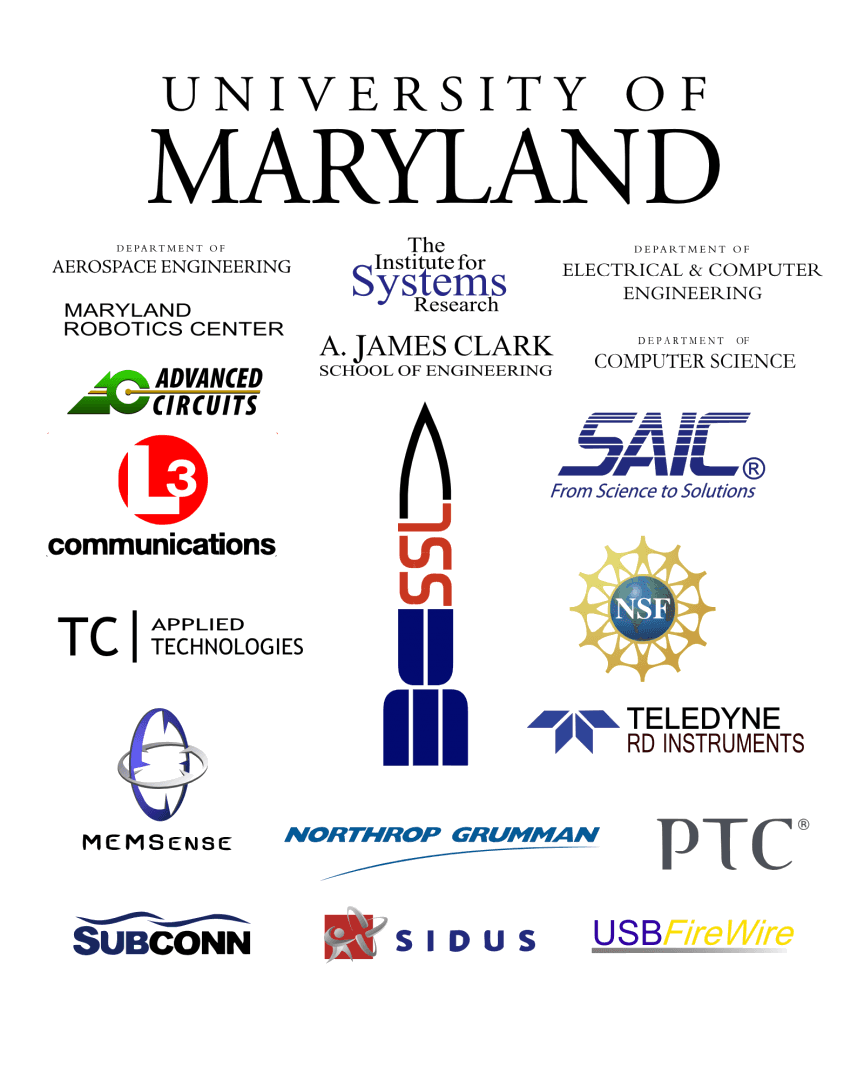 UNIVERSITY OF
MARYLAND
DEPARTMENT OF
AEROSPACE ENGINEERING
The
Institute for
Systems
Research
DEPARTMENT OF
ELECTRICAL & COMPUTER
ENGINEERING
MARYLAND
ROBOTICS CENTER
A. JAMES CLARK
SCHOOL OF ENGINEERING
DEPARTMENT OF
COMPUTER SCIENCE
ADVANCED
CIRCUITS
L3
communications
SSL
UM
SAIC®
From Science to Solutions
NSF
TC | APPLIED
TECHNOLOGIES
TELEDYNE
RD INSTRUMENTS
MEMSENSE
NORTHROP GRUMMAN
PTC®
SUBCONN
SIDUS
USBFireWire